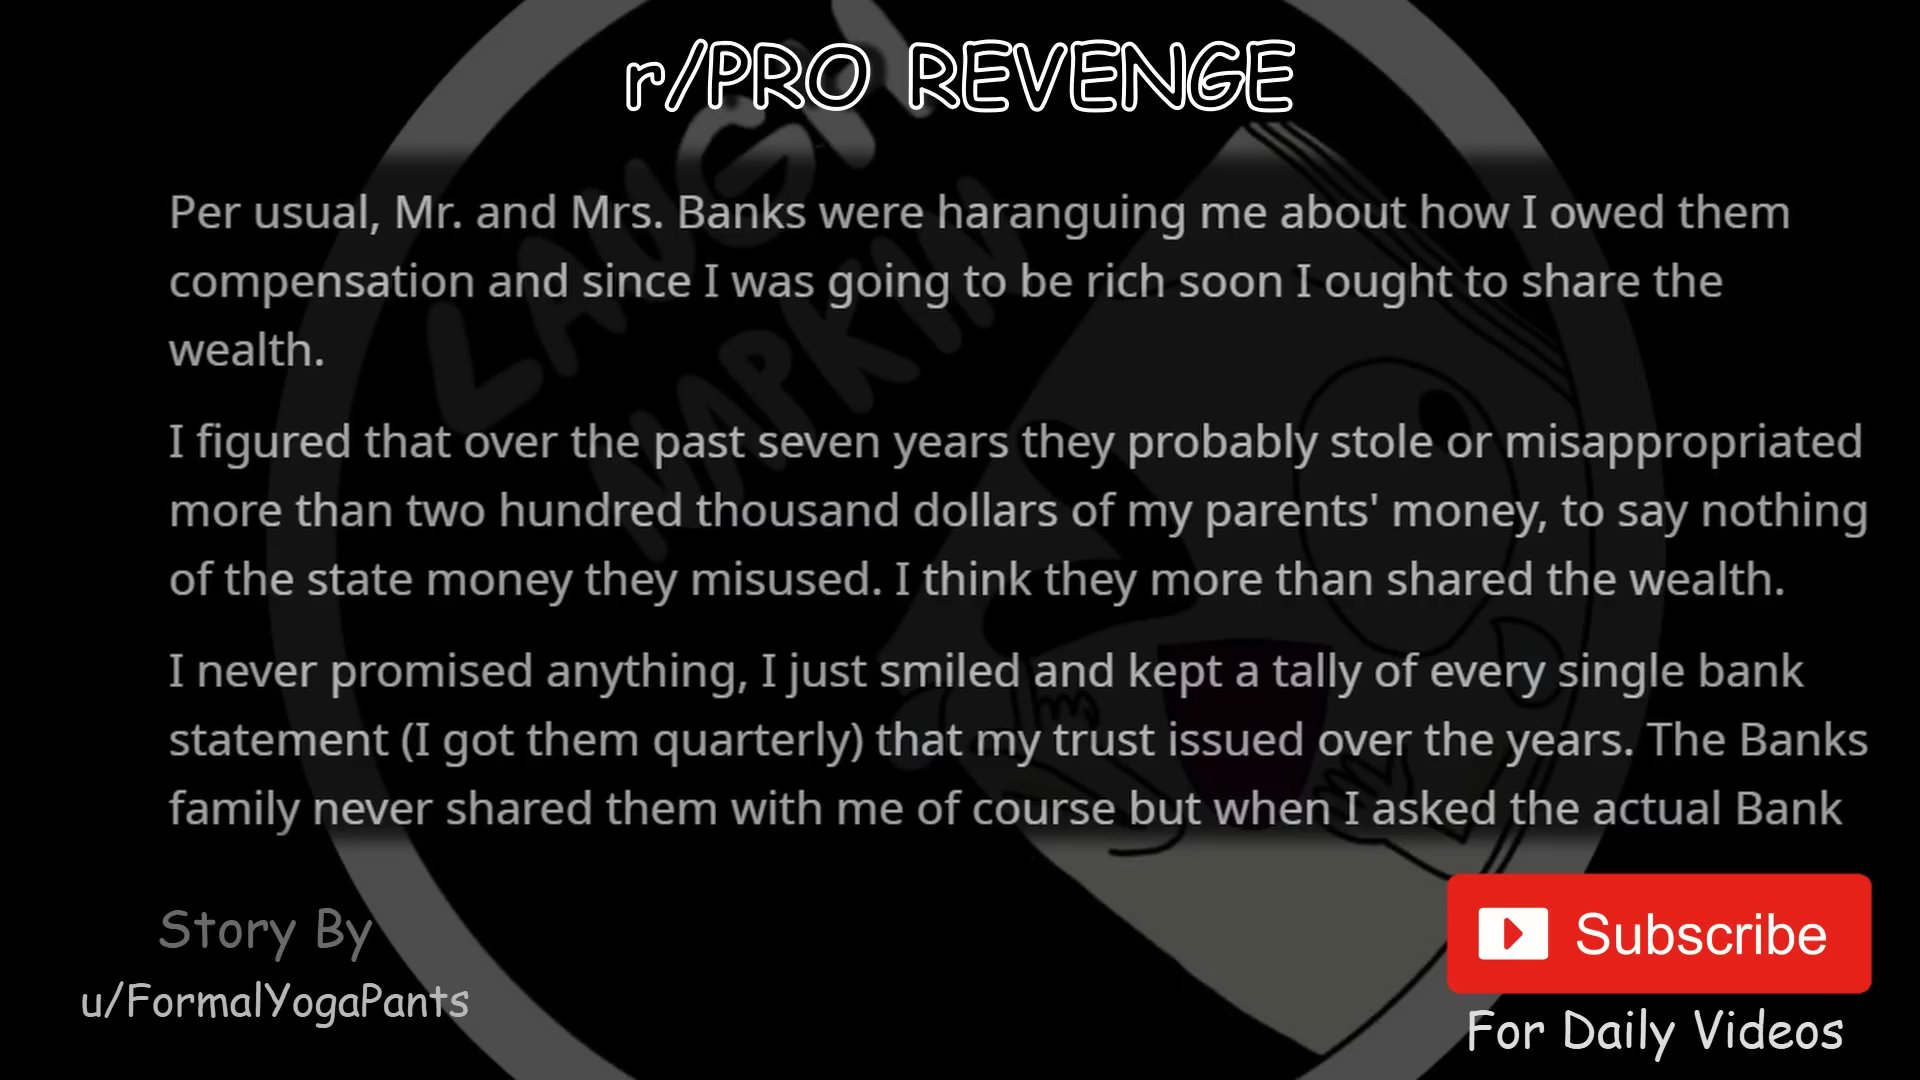 r/PRO REVENGE
LAUGH
NAPKIN
Per usual, Mr. and Mrs. Banks were haranguing me about how I owed them
compensation and since I was going to be rich soon I ought to share the
wealth.
I figured that over the past seven years they probably stole or misappropriated
more than two hundred thousand dollars of my parents' money, to say nothing
of the state money they misused. I think they more than shared the wealth.
I never promised anything, I just smiled and kept a tally of every single bank
statement (I got them quarterly) that my trust issued over the years. The Banks
family never shared them with me of course but when I asked the actual Bank
Story By
u/FormalYogaPants
Subscribe
For Daily Videos